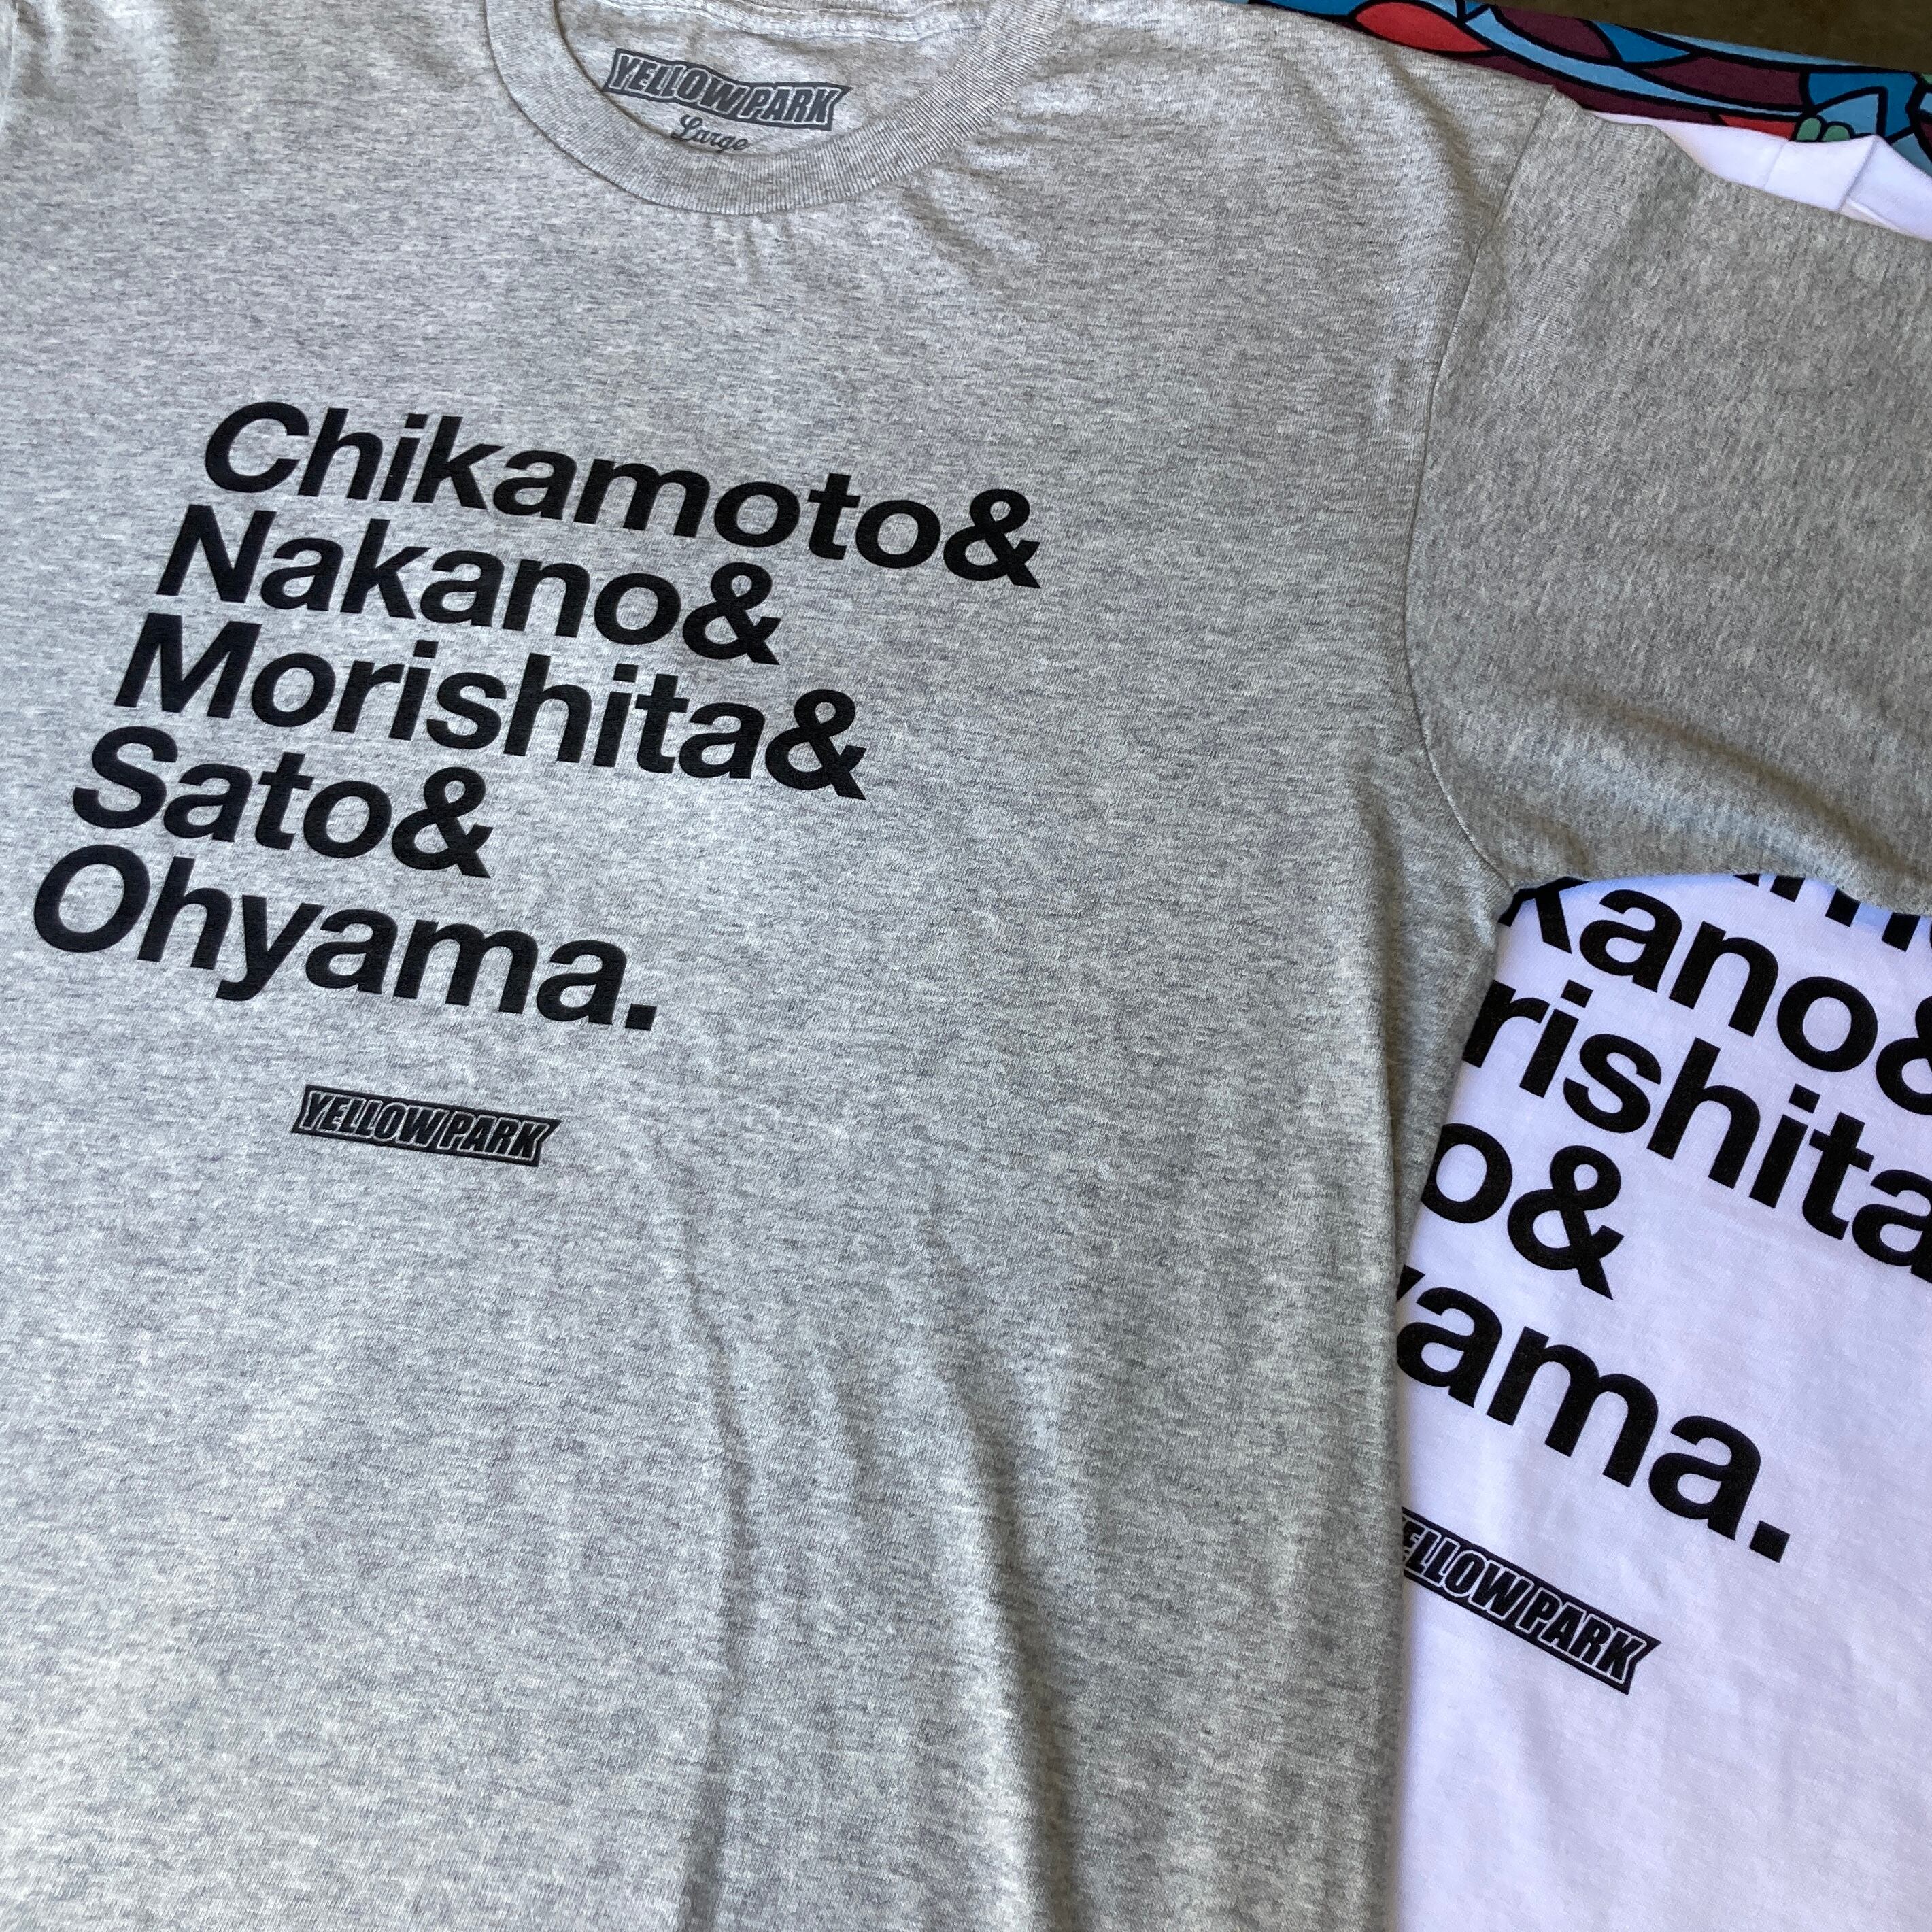 YELLOW PARK
Large
Chikamoto&
Nakano&
Morishita&
Sato&
Ohyama.
YELLOW PARK
kano&
rishita
o&
yama.
YELLOW PARK